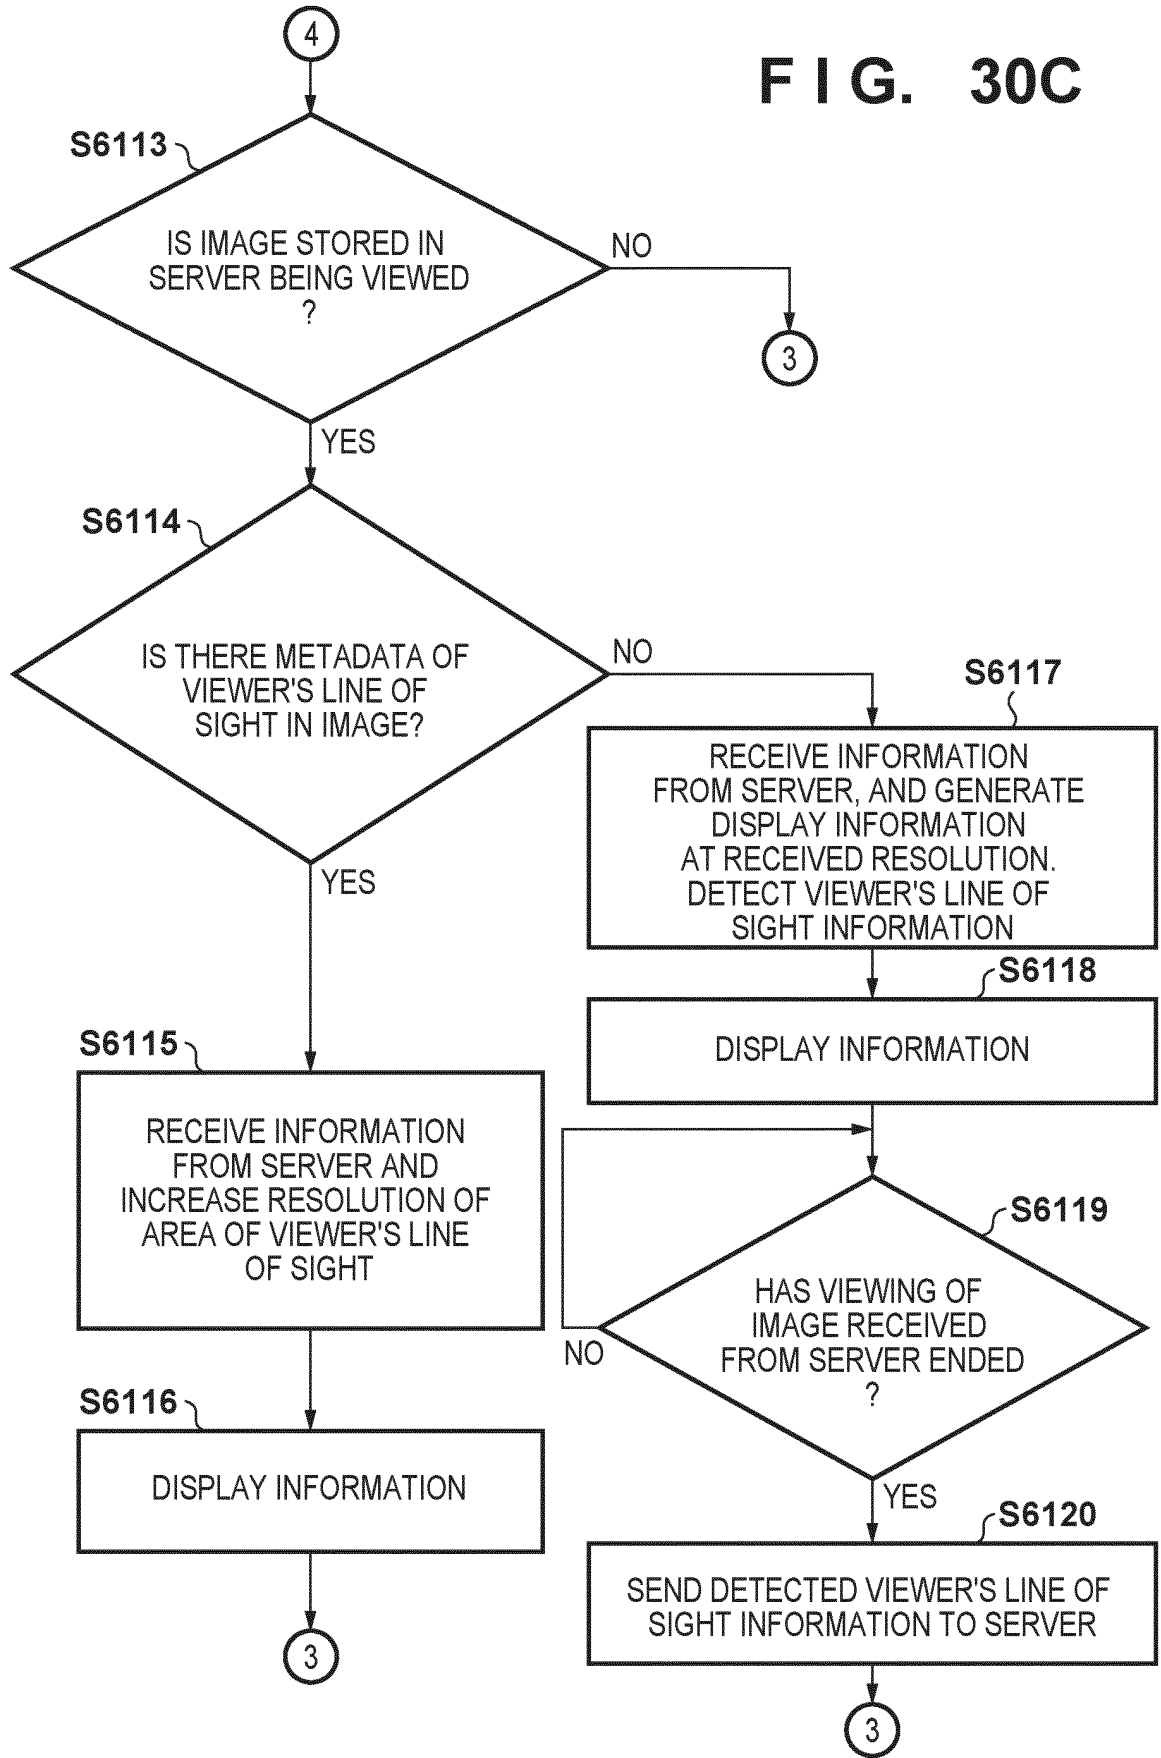 4
FIG. 30C
S6113
IS IMAGE STORED IN
SERVER BEING VIEWED
?
NO
3
YES
S6114
IS THERE METADATA OF
VIEWER'S LINE OF
SIGHT IN IMAGE?
NO
YES
S6117
RECEIVE INFORMATION
FROM SERVER, AND GENERATE
DISPLAY INFORMATION
AT RECEIVED RESOLUTION.
DETECT VIEWER'S LINE OF
SIGHT INFORMATION
S6118
DISPLAY INFORMATION
S6115
RECEIVE INFORMATION
FROM SERVER AND
INCREASE RESOLUTION OF
AREA OF VIEWER'S LINE
OF SIGHT
S6119
HAS VIEWING OF
IMAGE RECEIVED
FROM SERVER ENDED
?
NO
YES
S6116
DISPLAY INFORMATION
3
S6120
SEND DETECTED VIEWER'S LINE OF
SIGHT INFORMATION TO SERVER
3